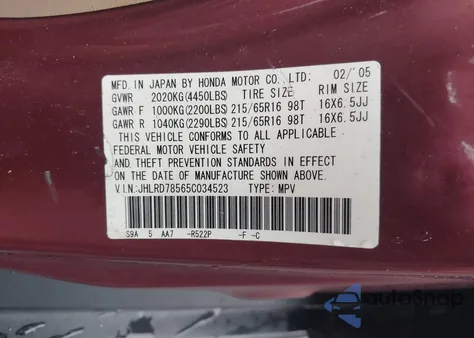 MFD. IN JAPAN BY HONDA MOTOR CO., LTD: 02/'05
GVWR 2020KG(4450LBS) TIRE SIZE RIM SIZE
GAWR F 1000KG(2200LBS) 215/65R16 98T 16X6.5JJ
GAWR R 1040KG(2290LBS) 215/65R16 98T 16X6.5JJ
THIS VEHICLE CONFORMS TO ALL APPLICABLE
FEDERAL MOTOR VEHICLE SAFETY
AND THEFT PREVENTION STANDARDS IN EFFECT
ON THE DATE OF MANUFACTURE SHOWN ABOVE.
V.I.N.:JHLRD78565C034523 TYPE: MPV
S9A 5 AA7 -R522P -F -C
autoSnap